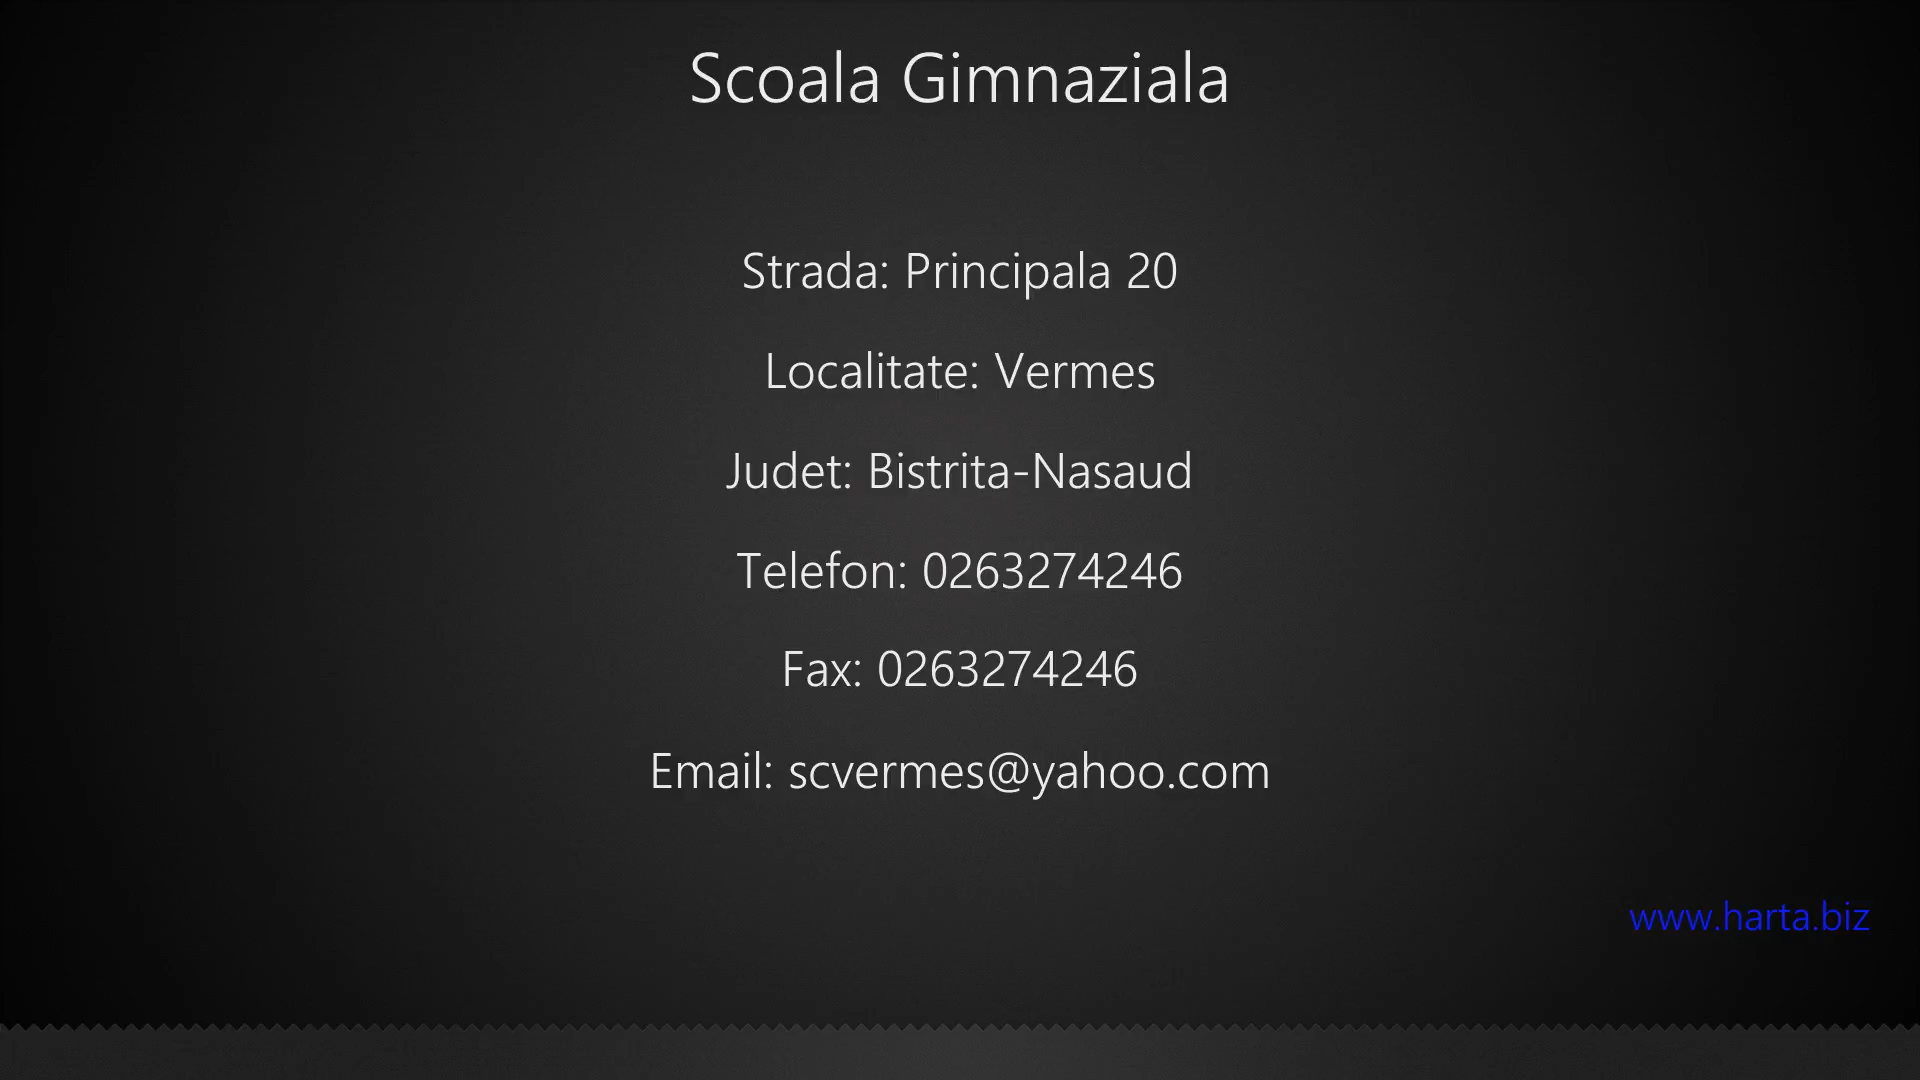 Scoala Gimnaziala
Strada: Principala 20
Localitate: Vermes
Judet: Bistrita-Nasaud
Telefon: 0263274246
Fax: 0263274246
Email: scvermes@yahoo.com
www.harta.biz